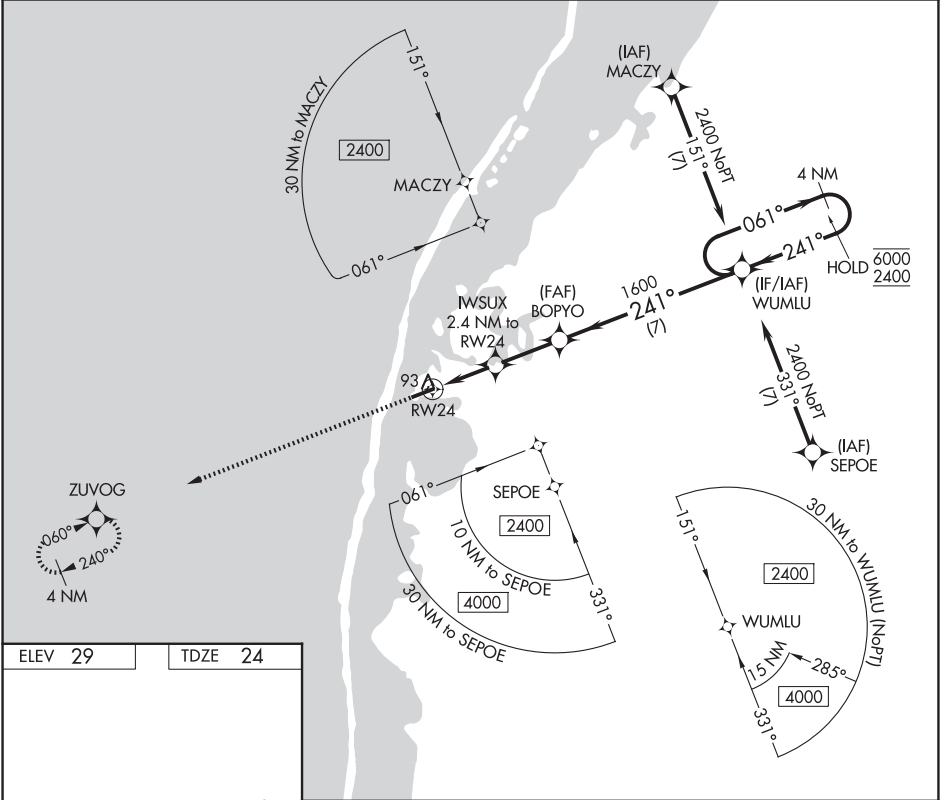 (IAF)
MACZY
151°
30 NM to MACZY
2400
MACZY
061°
2400 NoPT
151°
(7)
4 NM
061°
241°
HOLD 6000
2400
(IF/IAF)
WUMLU
1600
241°
(7)
(FAF)
BOPYO
IWSUX
2.4 NM to
RW24
93
RW24
2400 NoPT
331°
(7)
(IAF)
SEPOE
ZUVOG
060°
240°
4 NM
061°
SEPOE
2400
10 NM to SEPOE
4000
30 NM to SEPOE
331°
151°
30 NM to WUMLU (NoPT)
2400
WUMLU
15 NM
285°
4000
331°
ELEV 29
TDZE 24